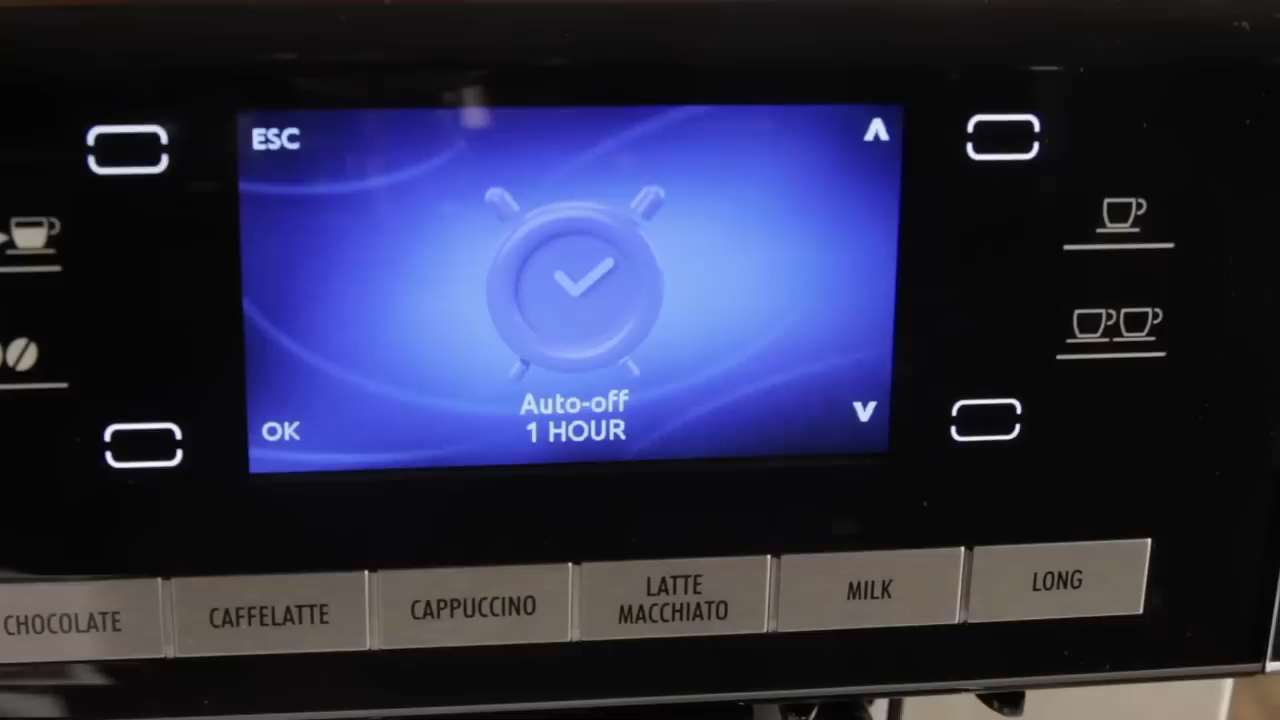 ESC
Auto-off
1 HOUR
OK
CHOCOLATE
CAFFELATTE
CAPPUCCINO
LATTE
MACCHIATO
MILK
LONG